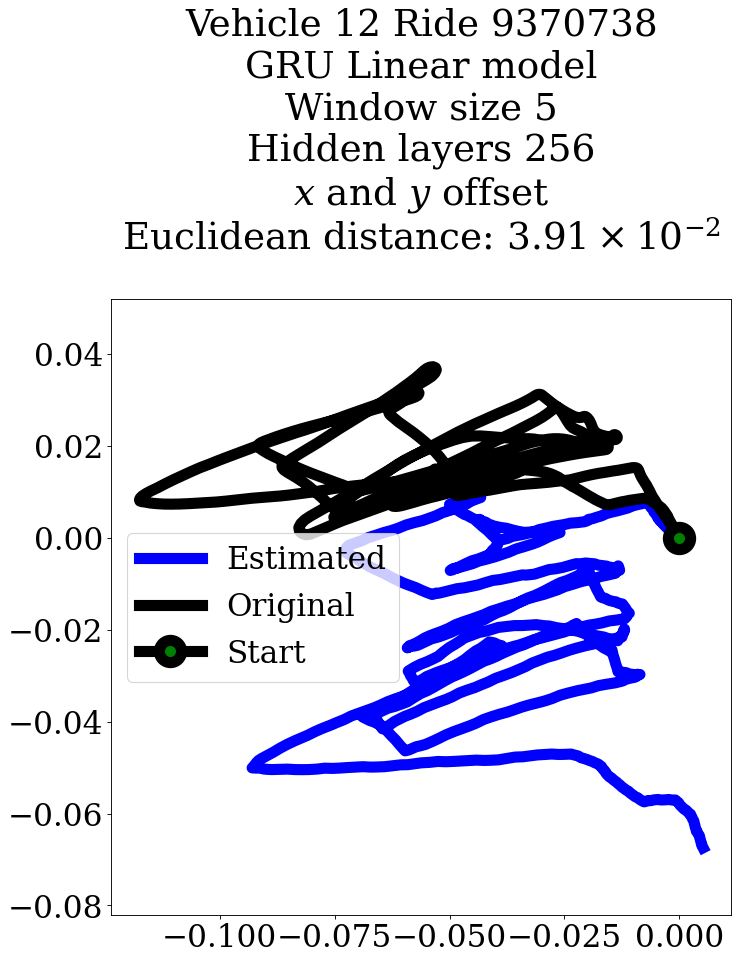 Vehicle 12 Ride 9370738
GRU Linear model
Window size 5
Hidden layers 256
x and y offset
Euclidean distance: 3.91 × 10⁻²
0.04
0.02
0.00
−0.02
−0.04
−0.06
−0.08
Estimated
Original
Start
−0.100 −0.075 −0.050 −0.025 0.000